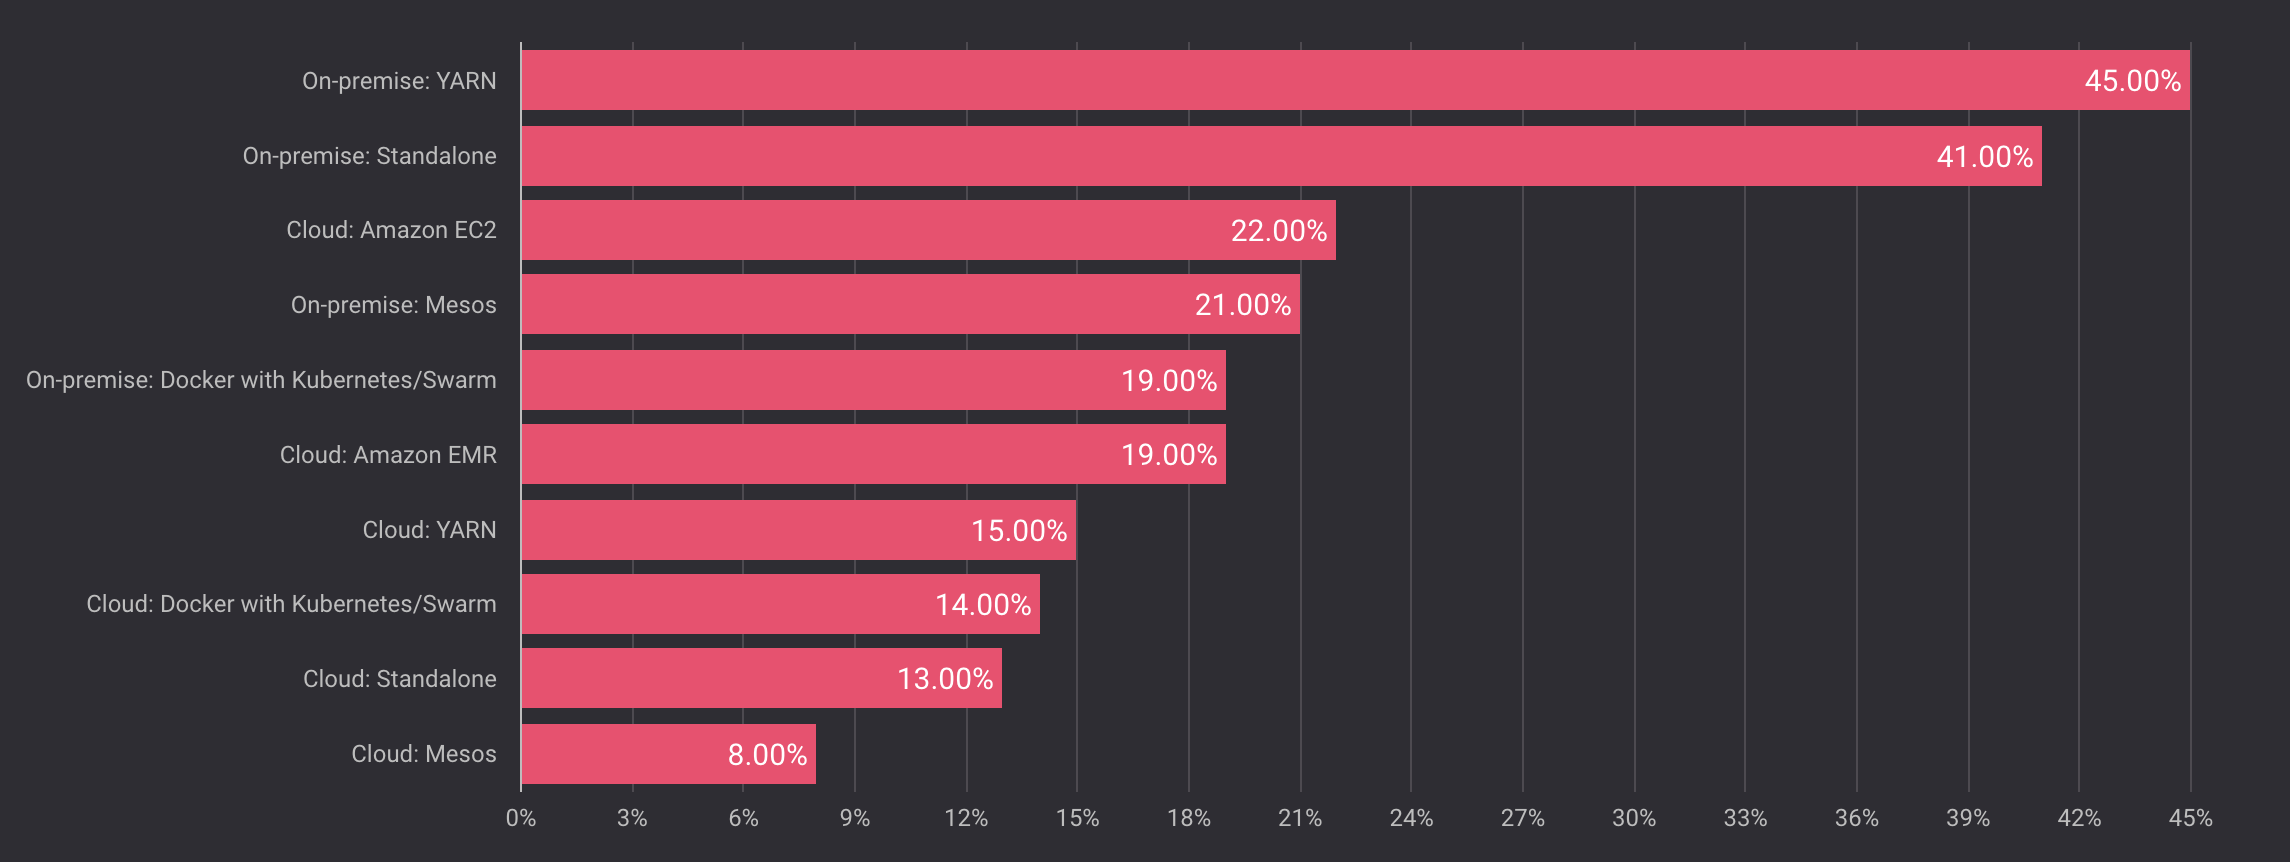 On-premise: YARN 45.00%
On-premise: Standalone 41.00%
Cloud: Amazon EC2 22.00%
On-premise: Mesos 21.00%
On-premise: Docker with Kubernetes/Swarm 19.00%
Cloud: Amazon EMR 19.00%
Cloud: YARN 15.00%
Cloud: Docker with Kubernetes/Swarm 14.00%
Cloud: Standalone 13.00%
Cloud: Mesos 8.00%
0% 3% 6% 9% 12% 15% 18% 21% 24% 27% 30% 33% 36% 39% 42% 45%